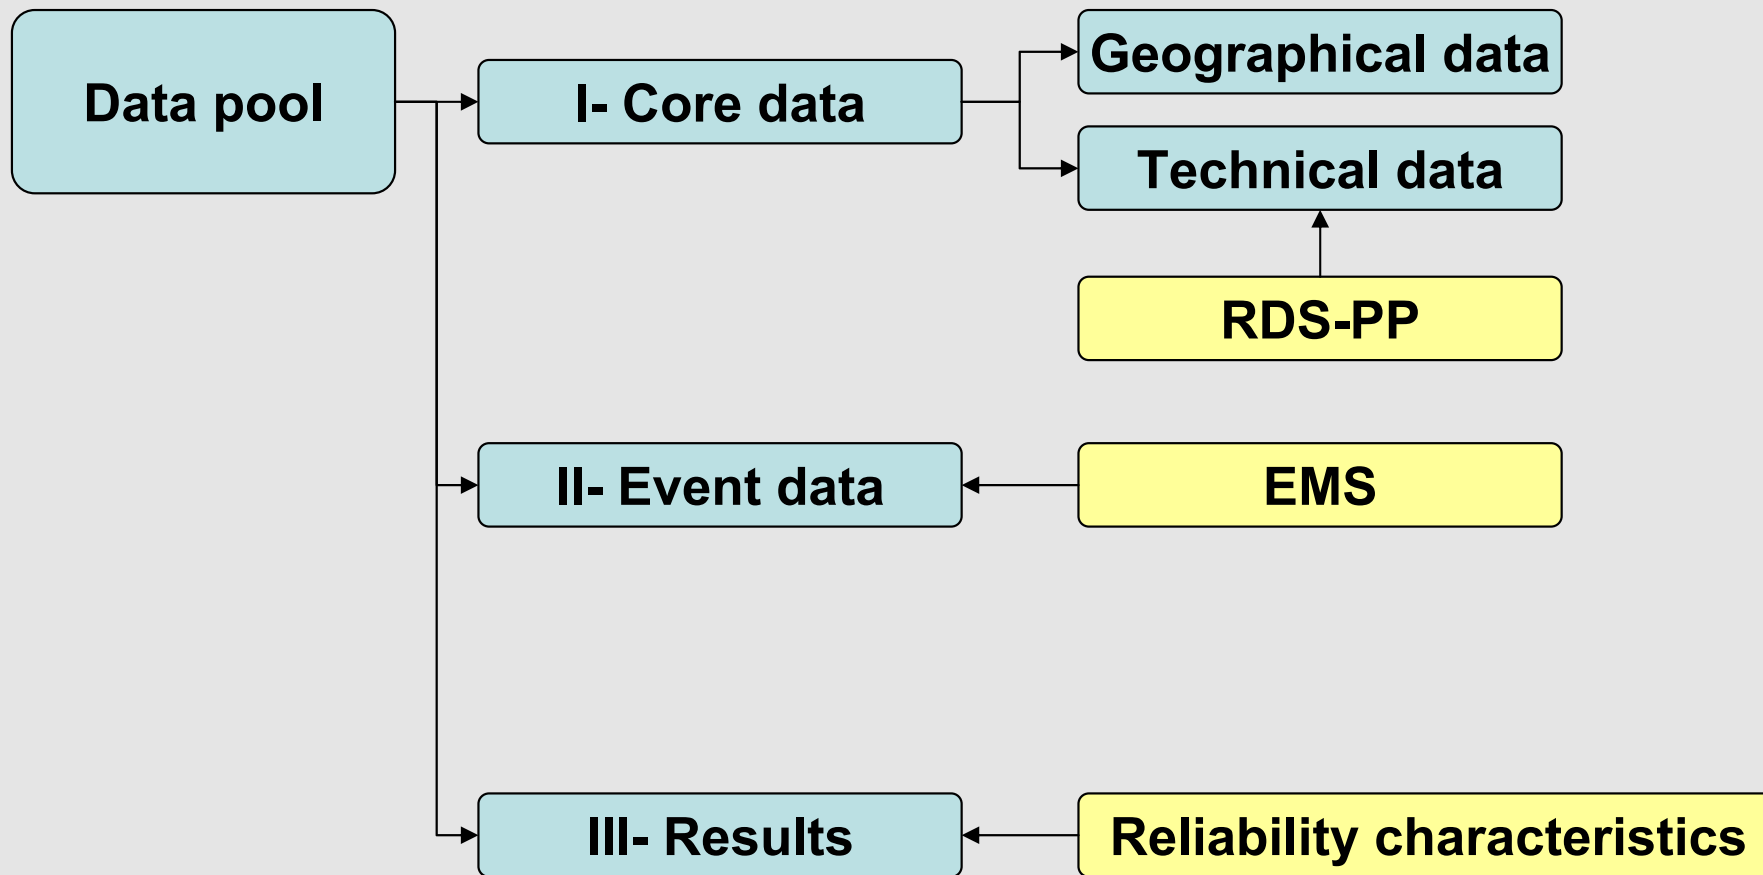 Data pool
I- Core data
Geographical data
Technical data
RDS-PP
II- Event data
EMS
III- Results
Reliability characteristics